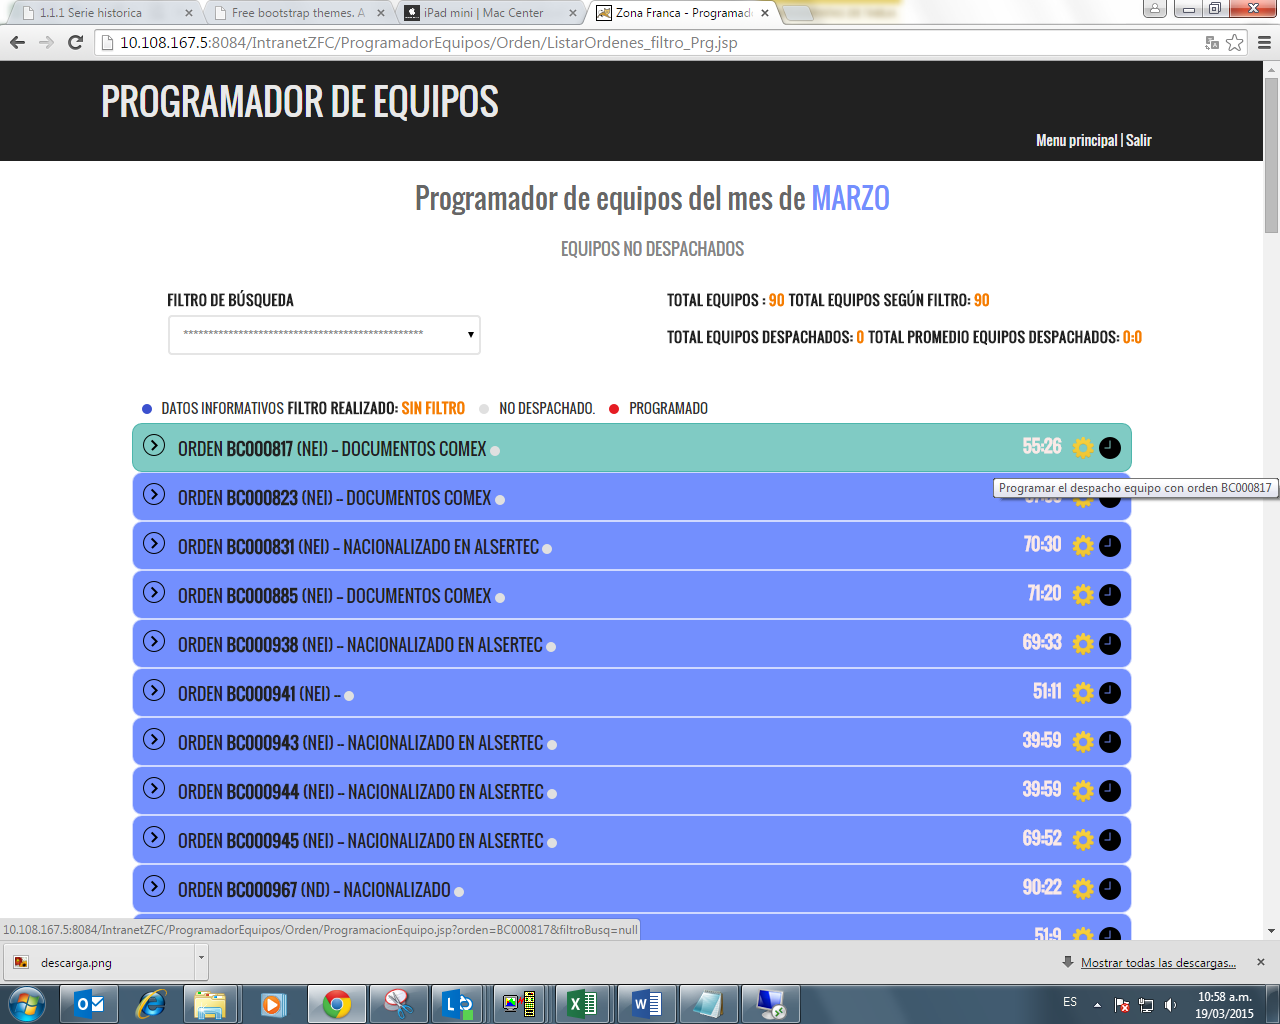 1.1.1 Serie historica
Free bootstrap themes. A
iPad mini | Mac Center
Zona Franca - Programado
10.108.167.5:8084/IntranetZFC/ProgramadorEquipos/Orden/ListarOrdenes_filtro_Prg.jsp
PROGRAMADOR DE EQUIPOS
Menu principal | Salir
Programador de equipos del mes de MARZO
EQUIPOS NO DESPACHADOS
FILTRO DE BÚSQUEDA
************************************************
TOTAL EQUIPOS : 90 TOTAL EQUIPOS SEGÚN FILTRO: 90
TOTAL EQUIPOS DESPACHADOS: 0 TOTAL PROMEDIO EQUIPOS DESPACHADOS: 0:0
DATOS INFORMATIVOS FILTRO REALIZADO: SIN FILTRO NO DESPACHADO. PROGRAMADO
ORDEN BC000817 (NEI) – DOCUMENTOS COMEX 55:26
Programar el despacho equipo con orden BC000817
ORDEN BC000823 (NEI) – DOCUMENTOS COMEX
ORDEN BC000831 (NEI) – NACIONALIZADO EN ALSERTEC 70:30
ORDEN BC000885 (NEI) – DOCUMENTOS COMEX 71:20
ORDEN BC000938 (NEI) – NACIONALIZADO EN ALSERTEC 69:33
ORDEN BC000941 (NEI) – 51:11
ORDEN BC000943 (NEI) – NACIONALIZADO EN ALSERTEC 39:59
ORDEN BC000944 (NEI) – NACIONALIZADO EN ALSERTEC 39:59
ORDEN BC000945 (NEI) – NACIONALIZADO EN ALSERTEC 69:52
ORDEN BC000967 (ND) – NACIONALIZADO 90:22
51:9
10.108.167.5:8084/IntranetZFC/ProgramadorEquipos/Orden/ProgramacionEquipo.jsp?orden=BC000817&filtroBusq=null
descarga.png
Mostrar todas las descargas...
ES
10:58 a.m.
19/03/2015